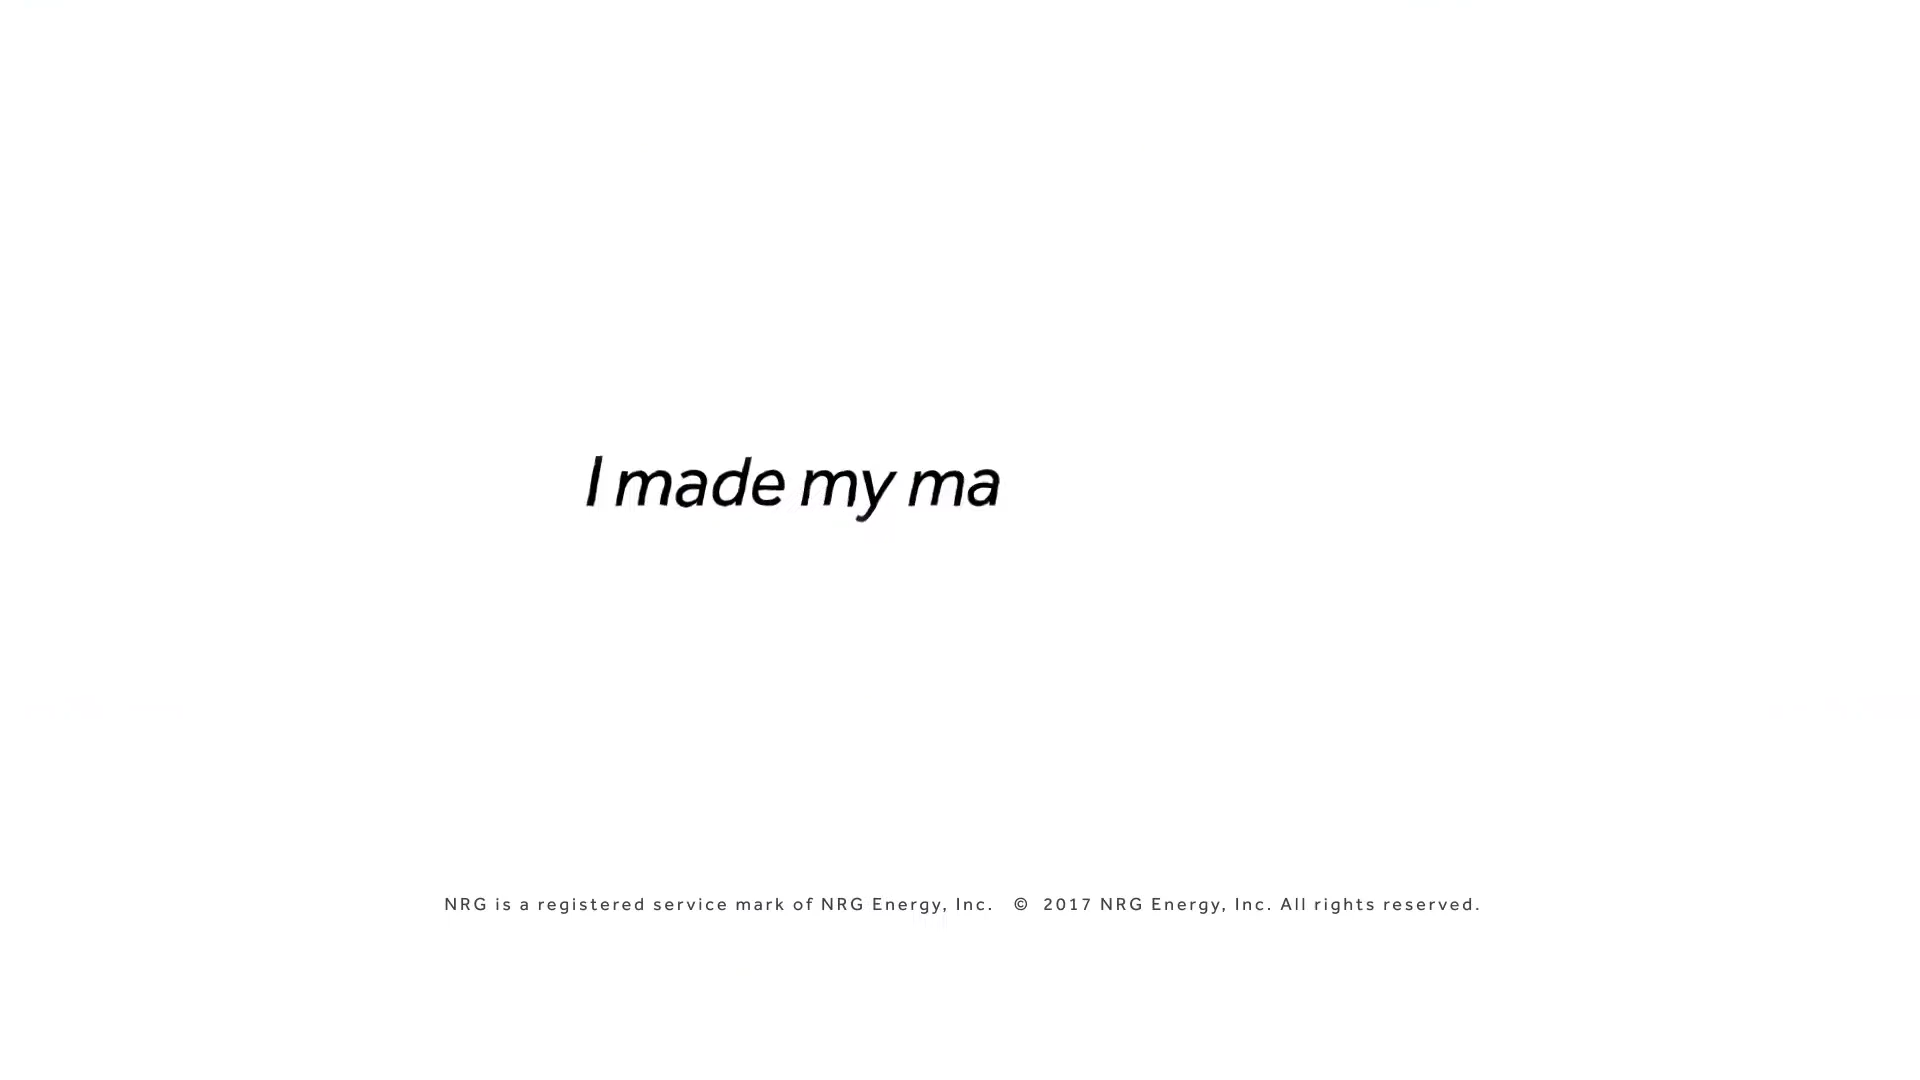 I made my ma
NRG is a registered service mark of NRG Energy, Inc. © 2017 NRG Energy, Inc. All rights reserved.